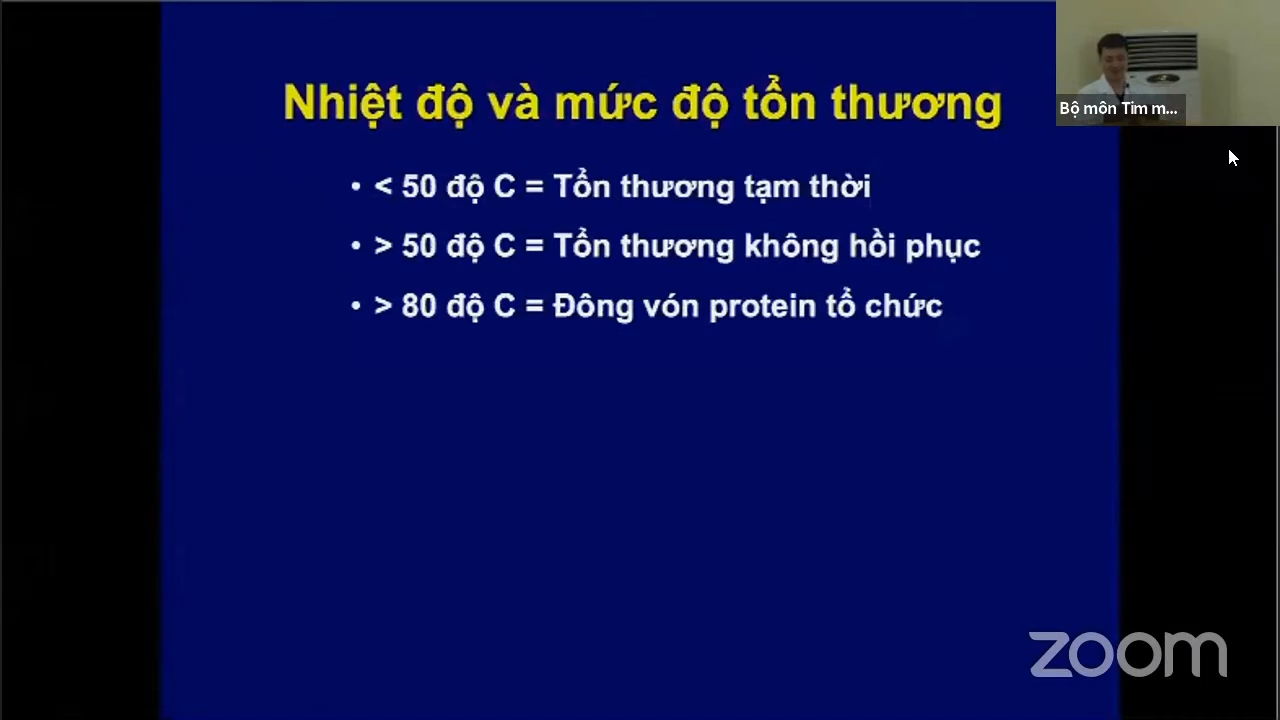 Nhiệt độ và mức độ tổn thương
• < 50 độ C = Tổn thương tạm thời
• > 50 độ C = Tổn thương không hồi phục
• > 80 độ C = Đông vón protein tổ chức
Bộ môn Tim m...
zoom